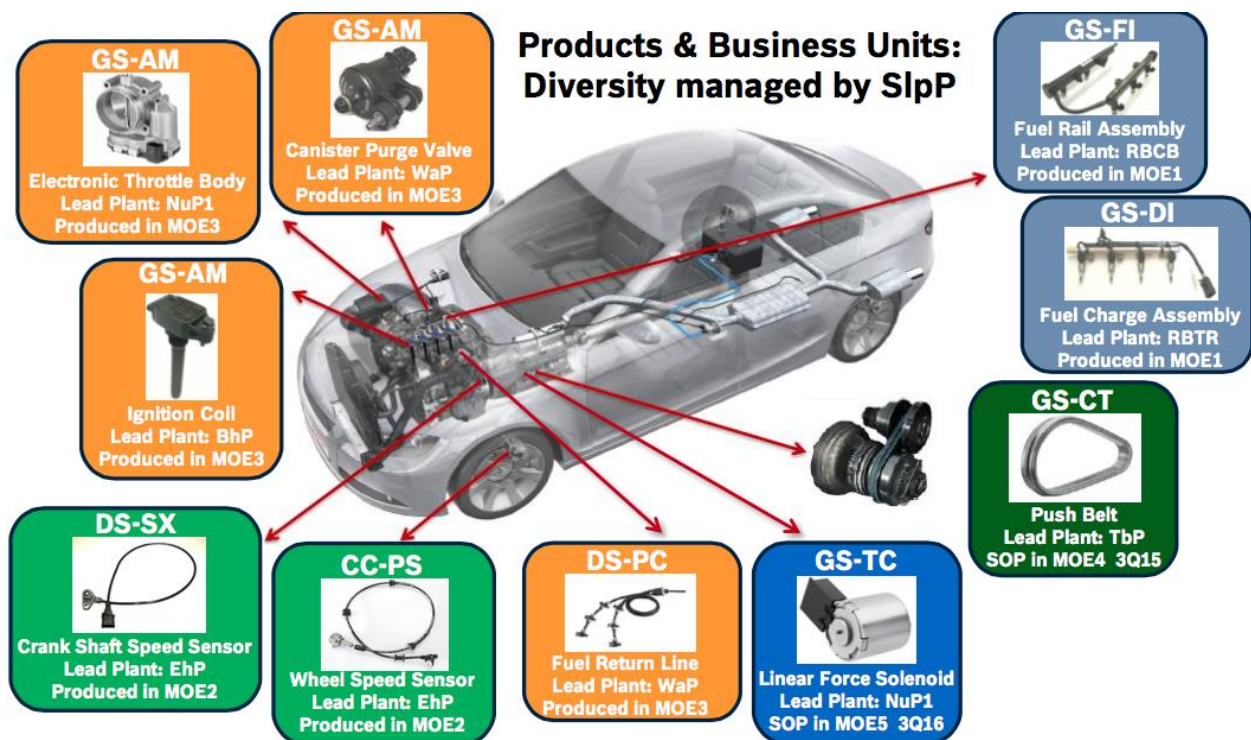 Products & Business Units:
Diversity managed by SlpP
GS-AM
Electronic Throttle Body
Lead Plant: NuP1
Produced in MOE3
GS-AM
Canister Purge Valve
Lead Plant: WaP
Produced in MOE3
GS-FI
Fuel Rail Assembly
Lead Plant: RBCB
Produced in MOE1
GS-AM
Ignition Coil
Lead Plant: BhP
Produced in MOE3
GS-DI
Fuel Charge Assembly
Lead Plant: RBTR
Produced in MOE1
GS-CT
Push Belt
Lead Plant: TbP
SOP in MOE4 3Q15
DS-SX
Crank Shaft Speed Sensor
Lead Plant: EhP
Produced in MOE2
CC-PS
Wheel Speed Sensor
Lead Plant: EhP
Produced in MOE2
DS-PC
Fuel Return Line
Lead Plant: WaP
Produced in MOE3
GS-TC
Linear Force Solenoid
Lead Plant: NuP1
SOP in MOE5 3Q16